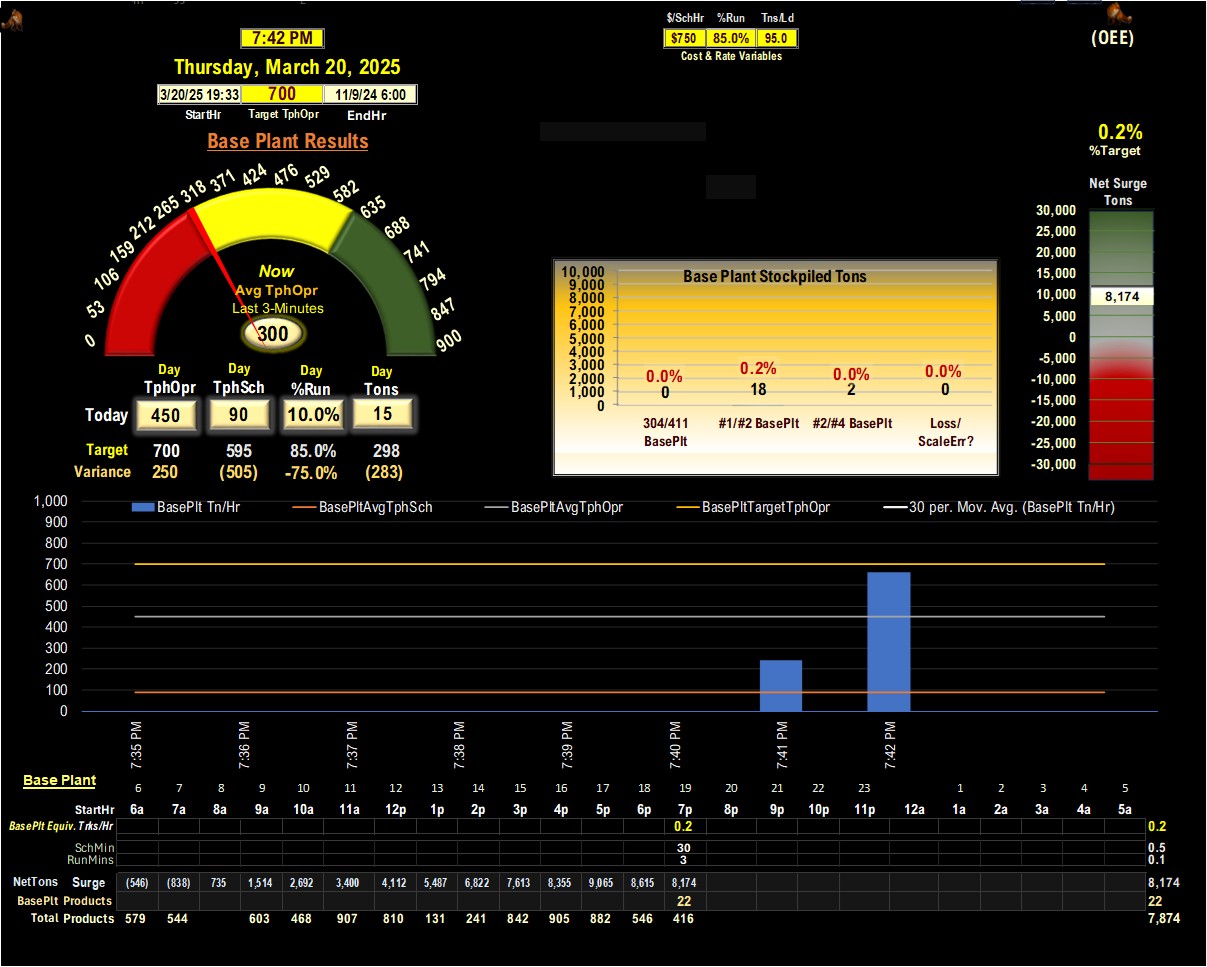 $/SchHr %Run Tns/Ld
7:42 PM
$750 85.0% 95.0
(OEE)
Cost & Rate Variables
Thursday, March 20, 2025
3/20/25 19:33 700 11/9/24 6:00
StartHr Target TphOpr EndHr
Base Plant Results
0.2%
%Target
0 53 106 159 212 265 318 371 424 476 529 582 635 688 741 794 847 900
Now
Avg TphOpr
Last 3-Minutes
300
Net Surge
Tons
30,000
25,000
20,000
15,000
10,000
5,000
0
-5,000
-10,000
-15,000
-20,000
-25,000
-30,000
8,174
Base Plant Stockpiled Tons
10,000
9,000
8,000
7,000
6,000
5,000
4,000
3,000
2,000
1,000
0
0.0% 0.2% 0.0% 0.0%
0 18 2 0
304/411 #1/#2 BasePlt #2/#4 BasePlt Loss/
BasePlt ScaleErr?
Day Day Day Day
TphOpr TphSch %Run Tons
Today 450 90 10.0% 15
Target 700 595 85.0% 298
Variance 250 (505) -75.0% (283)
BasePlt Tn/Hr BasePltAvgTphSch BasePltAvgTphOpr BasePltTargetTphOpr 30 per. Mov. Avg. (BasePlt Tn/Hr)
1,000
900
800
700
600
500
400
300
200
100
0
7:35 PM 7:36 PM 7:37 PM 7:38 PM 7:39 PM 7:40 PM 7:41 PM 7:42 PM
Base Plant
6 7 8 9 10 11 12 13 14 15 16 17 18 19 20 21 22 23 1 2 3 4 5
StartHr 6a 7a 8a 9a 10a 11a 12p 1p 2p 3p 4p 5p 6p 7p 8p 9p 10p 11p 12a 1a 2a 3a 4a 5a
BasePlt Equiv. Trks/Hr 0.2 0.2
SchMin 30 0.5
RunMins 3 0.1
NetTons Surge (546) (838) 735 1,514 2,692 3,400 4,112 5,487 6,822 7,613 8,355 9,065 8,615 8,174 8,174
BasePlt Products 22 22
Total Products 579 544 603 468 907 810 131 241 842 905 882 546 416 7,874